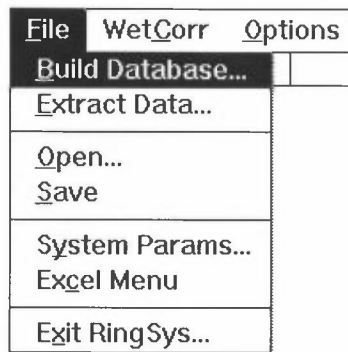 File WetCorr Options
Build Database...
Extract Data...
Open...
Save
System Params...
Excel Menu
Exit RingSys...